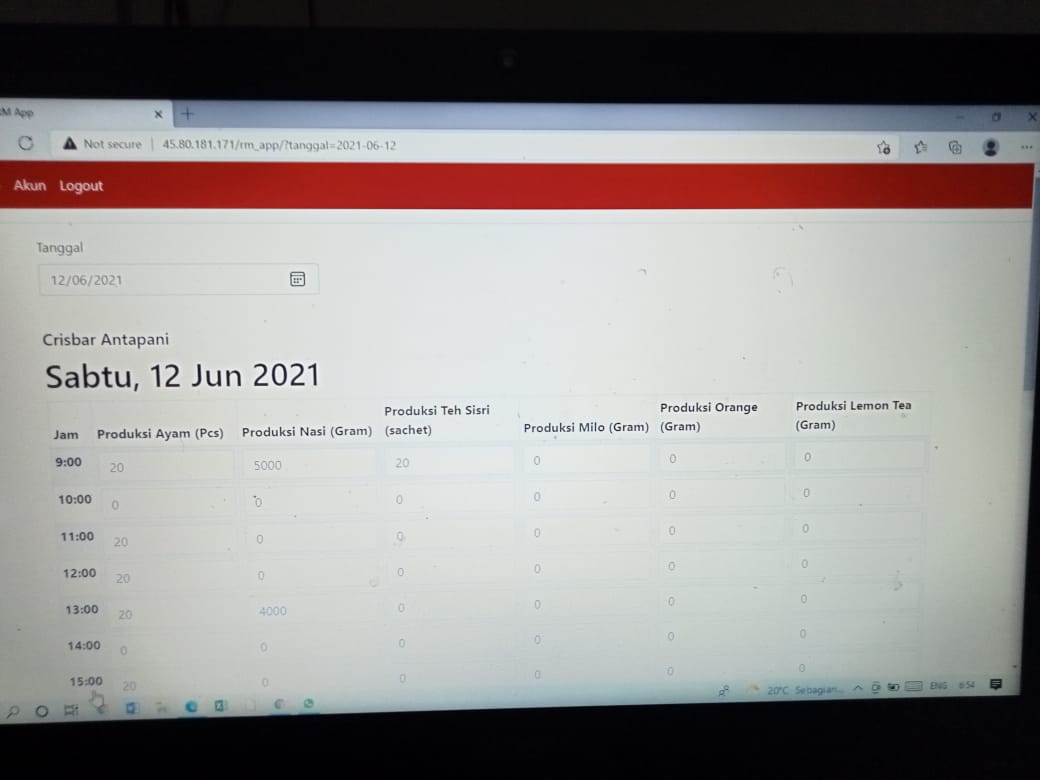 M App
Not secure | 45.80.181.171/rm_app/?tanggal=2021-06-12
Akun Logout
Tanggal
12/06/2021
Crisbar Antapani
Sabtu, 12 Jun 2021
Jam Produksi Ayam (Pcs) Produksi Nasi (Gram) Produksi Teh Sisri (sachet) Produksi Milo (Gram) Produksi Orange (Gram) Produksi Lemon Tea (Gram)
9:00 20 5000 20 0 0 0
10:00 0 0 0 0 0 0
11:00 20 0 0 0 0 0
12:00 20 0 0 0 0 0
13:00 20 4000 0 0 0 0
14:00 0 0 0 0 0 0
15:00 20 0 0 0 0 0
20°C Sebagian... ENG 6:54